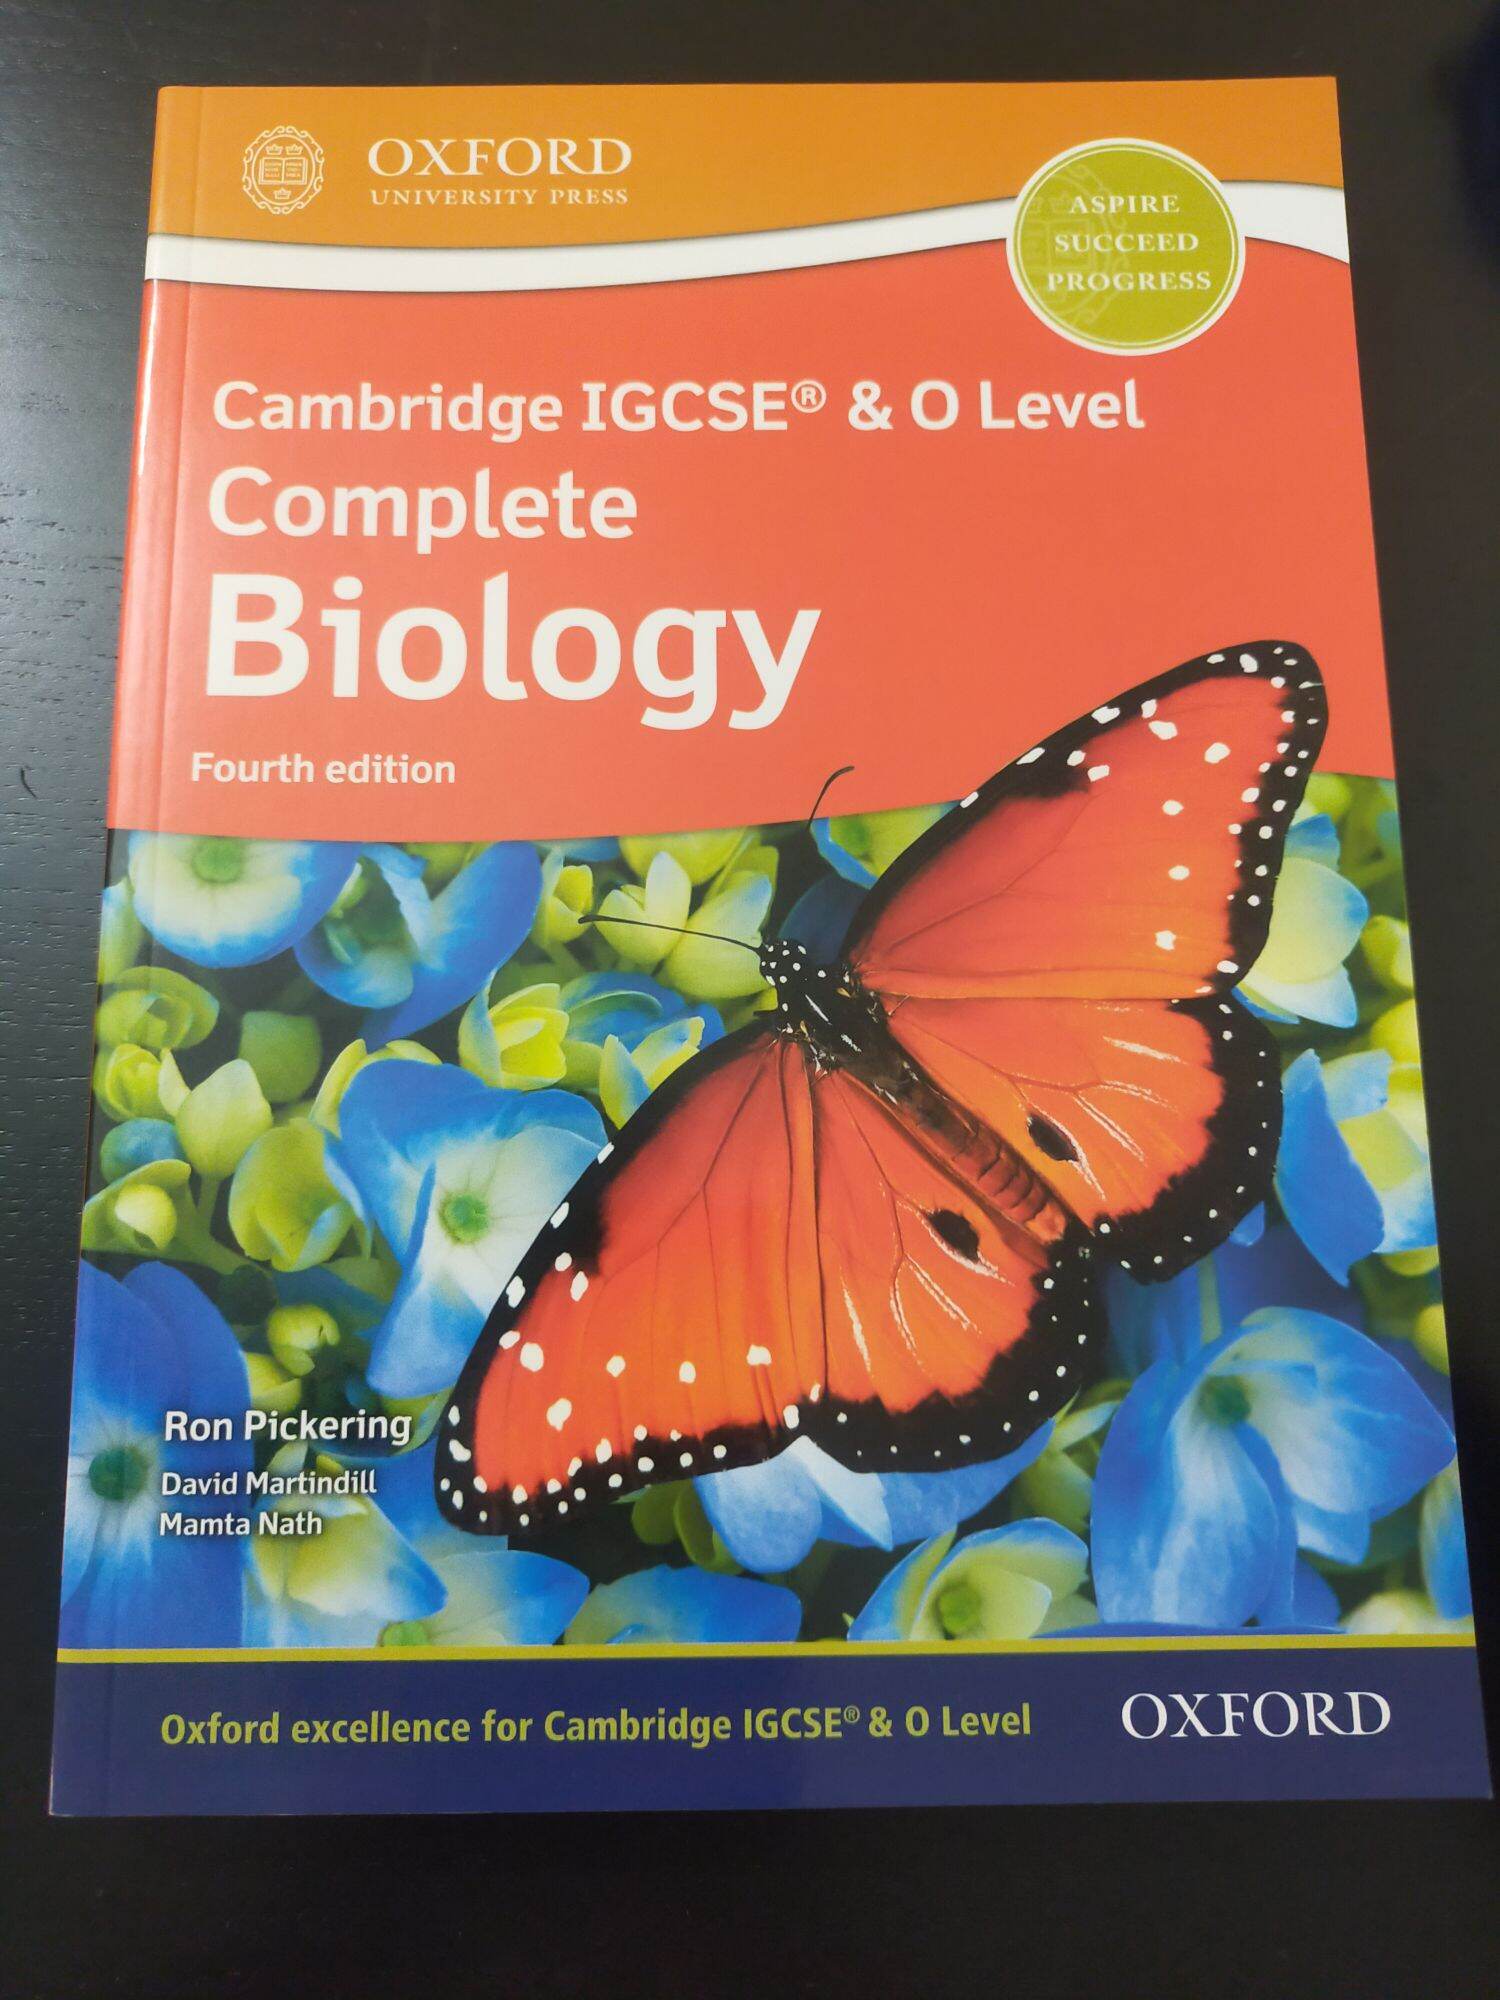 OXFORD
UNIVERSITY PRESS
ASPIRE
SUCCEED
PROGRESS
Cambridge IGCSE® & O Level
Complete
Biology
Fourth edition
Ron Pickering
David Martindill
Mamta Nath
Oxford excellence for Cambridge IGCSE® & O Level
OXFORD